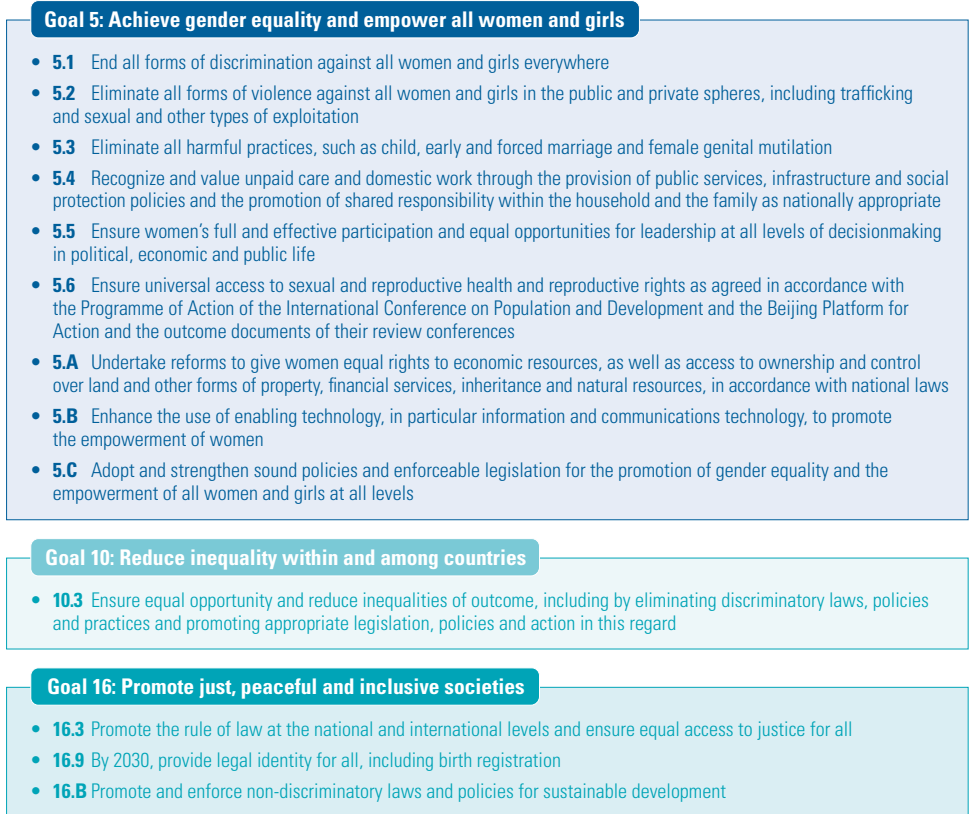 Goal 5: Achieve gender equality and empower all women and girls
• 5.1 End all forms of discrimination against all women and girls everywhere
• 5.2 Eliminate all forms of violence against all women and girls in the public and private spheres, including trafficking
and sexual and other types of exploitation
• 5.3 Eliminate all harmful practices, such as child, early and forced marriage and female genital mutilation
• 5.4 Recognize and value unpaid care and domestic work through the provision of public services, infrastructure and social
protection policies and the promotion of shared responsibility within the household and the family as nationally appropriate
• 5.5 Ensure women's full and effective participation and equal opportunities for leadership at all levels of decisionmaking
in political, economic and public life
• 5.6 Ensure universal access to sexual and reproductive health and reproductive rights as agreed in accordance with
the Programme of Action of the International Conference on Population and Development and the Beijing Platform for
Action and the outcome documents of their review conferences
• 5.A Undertake reforms to give women equal rights to economic resources, as well as access to ownership and control
over land and other forms of property, financial services, inheritance and natural resources, in accordance with national laws
• 5.B Enhance the use of enabling technology, in particular information and communications technology, to promote
the empowerment of women
• 5.C Adopt and strengthen sound policies and enforceable legislation for the promotion of gender equality and the
empowerment of all women and girls at all levels
Goal 10: Reduce inequality within and among countries
• 10.3 Ensure equal opportunity and reduce inequalities of outcome, including by eliminating discriminatory laws, policies
and practices and promoting appropriate legislation, policies and action in this regard
Goal 16: Promote just, peaceful and inclusive societies
• 16.3 Promote the rule of law at the national and international levels and ensure equal access to justice for all
• 16.9 By 2030, provide legal identity for all, including birth registration
• 16.B Promote and enforce non-discriminatory laws and policies for sustainable development